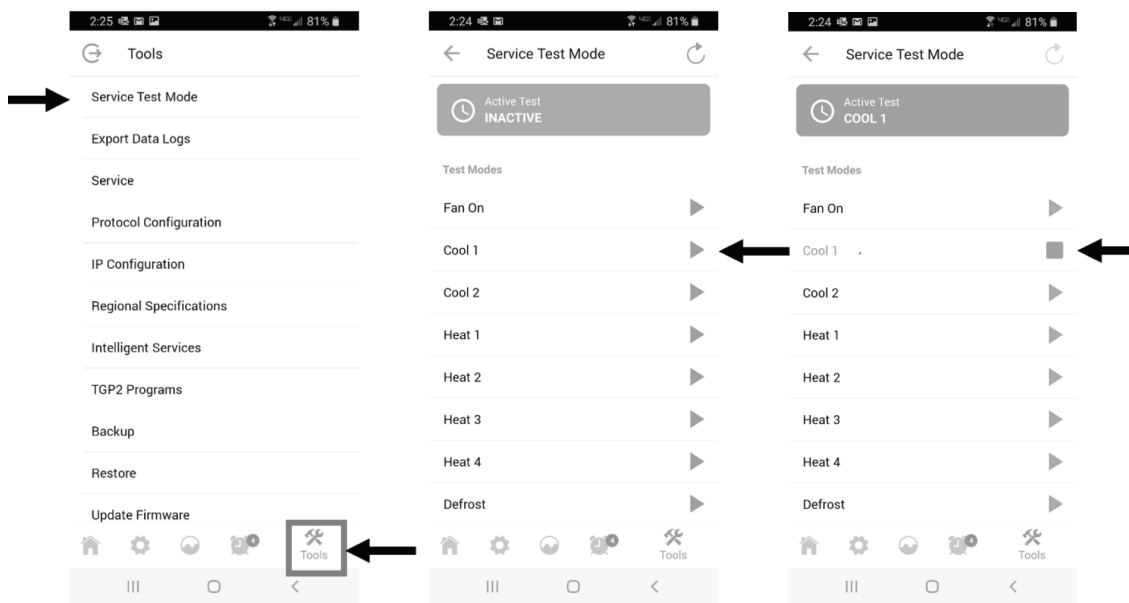 2:25 81%
Tools
Service Test Mode
Export Data Logs
Service
Protocol Configuration
IP Configuration
Regional Specifications
Intelligent Services
TGP2 Programs
Backup
Restore
Update Firmware
4
Tools
2:24 81%
Service Test Mode
Active Test
INACTIVE
Test Modes
Fan On
Cool 1
Cool 2
Heat 1
Heat 2
Heat 3
Heat 4
Defrost
4
Tools
2:24 81%
Service Test Mode
Active Test
COOL 1
Test Modes
Fan On
Cool 1
Cool 2
Heat 1
Heat 2
Heat 3
Heat 4
Defrost
4
Tools